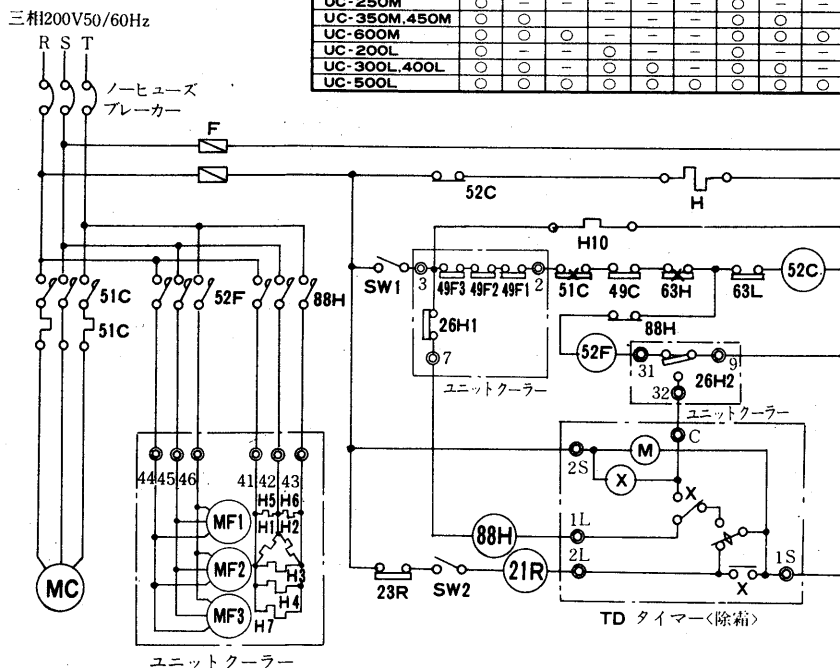 三相200V50/60Hz
R S T
ノーヒューズ
ブレーカー
UC-250M
UC-350M,450M
UC-600M
UC-200L
UC-300L,400L
UC-500L
F
52C
H
H10
SW1
3
49F3
49F2
49F1
2
51C
49C
63H
63L
52C
51C
51C
52F
88H
26H1
7
ユニットクーラー
88H
52F
31
9
26H2
32
ユニットクーラー
44
45
46
41
42
43
H5
H6
H1
H2
H3
H4
H7
MF1
MF2
MF3
MC
ユニットクーラー
2S
M
C
X
X
88H
1L
2L
21R
23R
SW2
X
1S
TD タイマー<除霜>